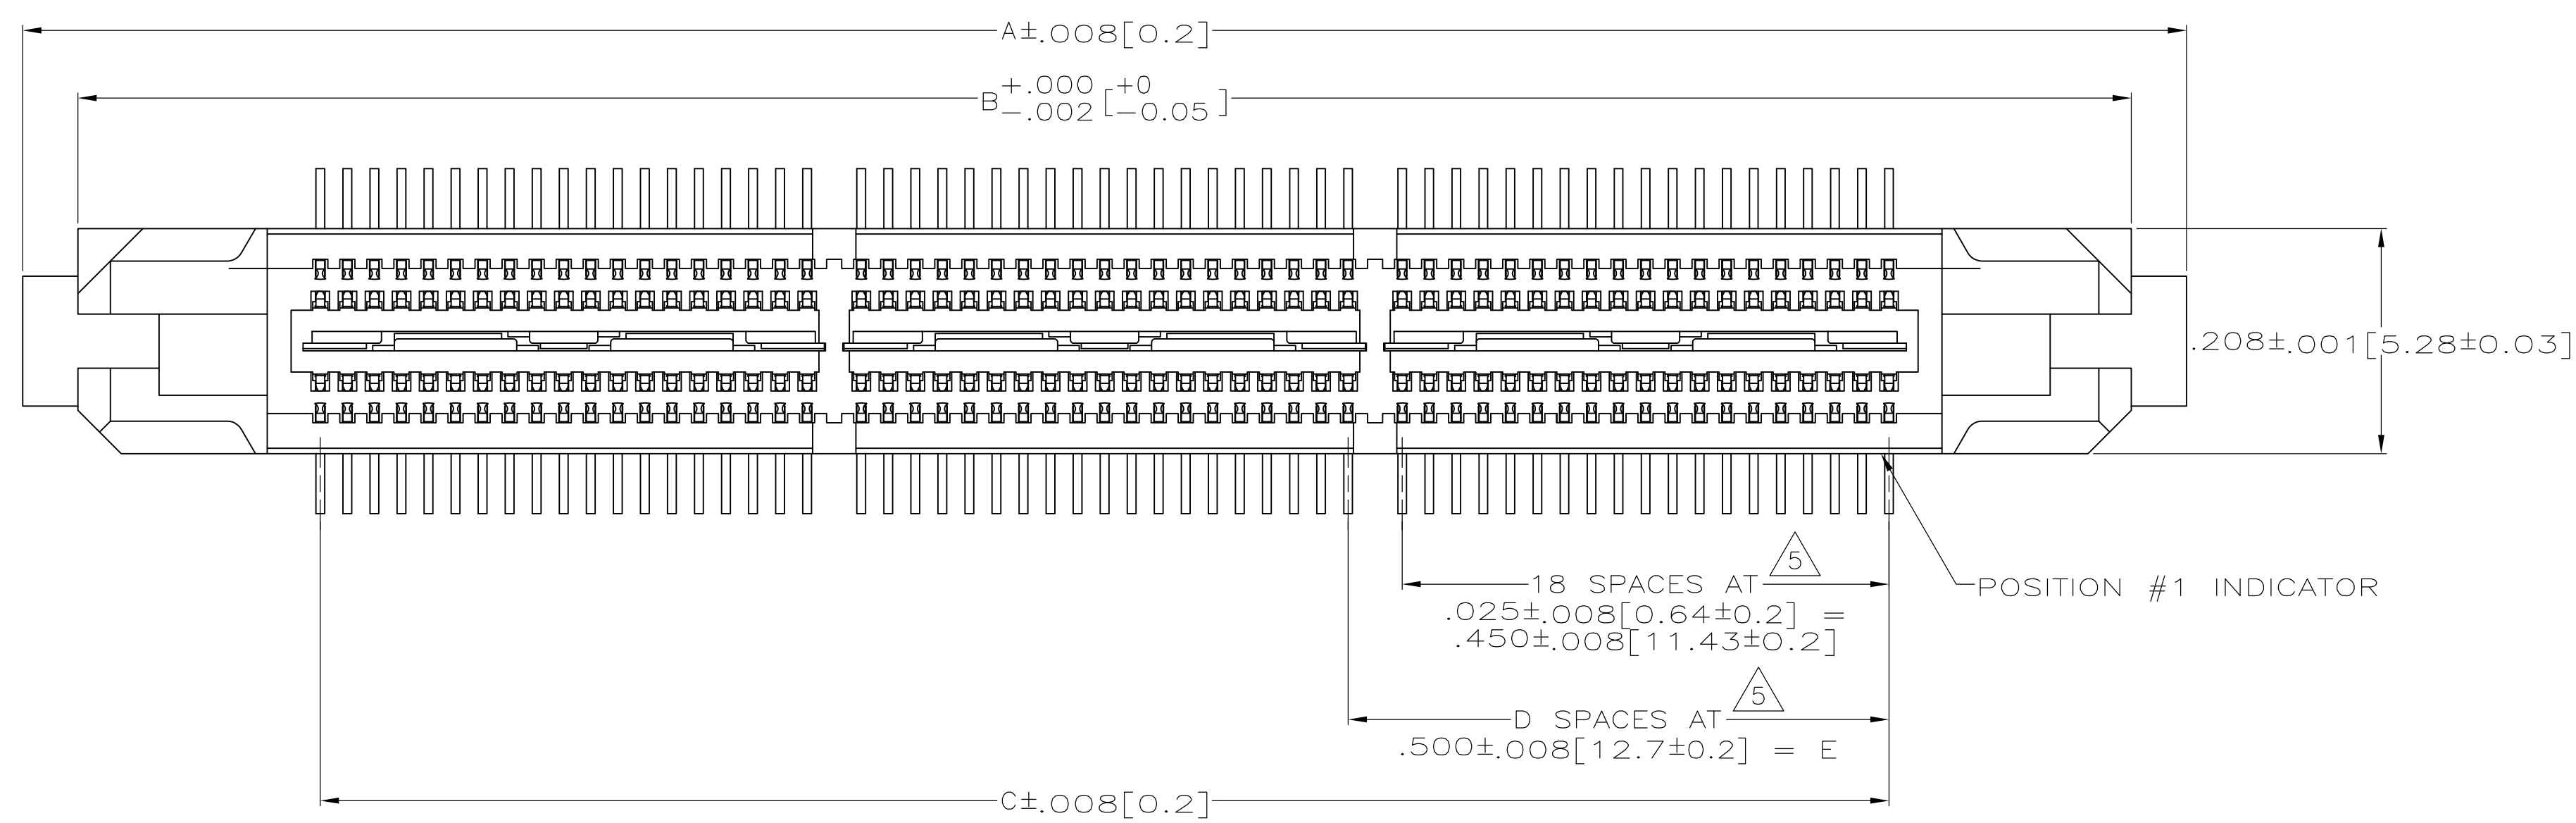 A±.008[0.2]
B+.000 -.002 [+0 -0.05]
.208±.001[5.28±0.03]
5
18 SPACES AT
.025±.008[0.64±0.2] =
.450±.008[11.43±0.2]
POSITION #1 INDICATOR
5
D SPACES AT
.500±.008[12.7±0.2] = E
C±.008[0.2]